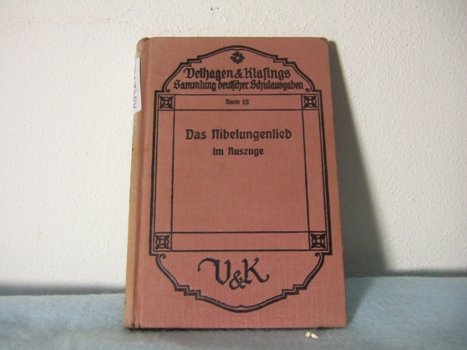 Velhagen & Klasings
Sammlung deutscher Schulausgaben
Band 15
Das Nibelungenlied
Im Auszuge
V&K